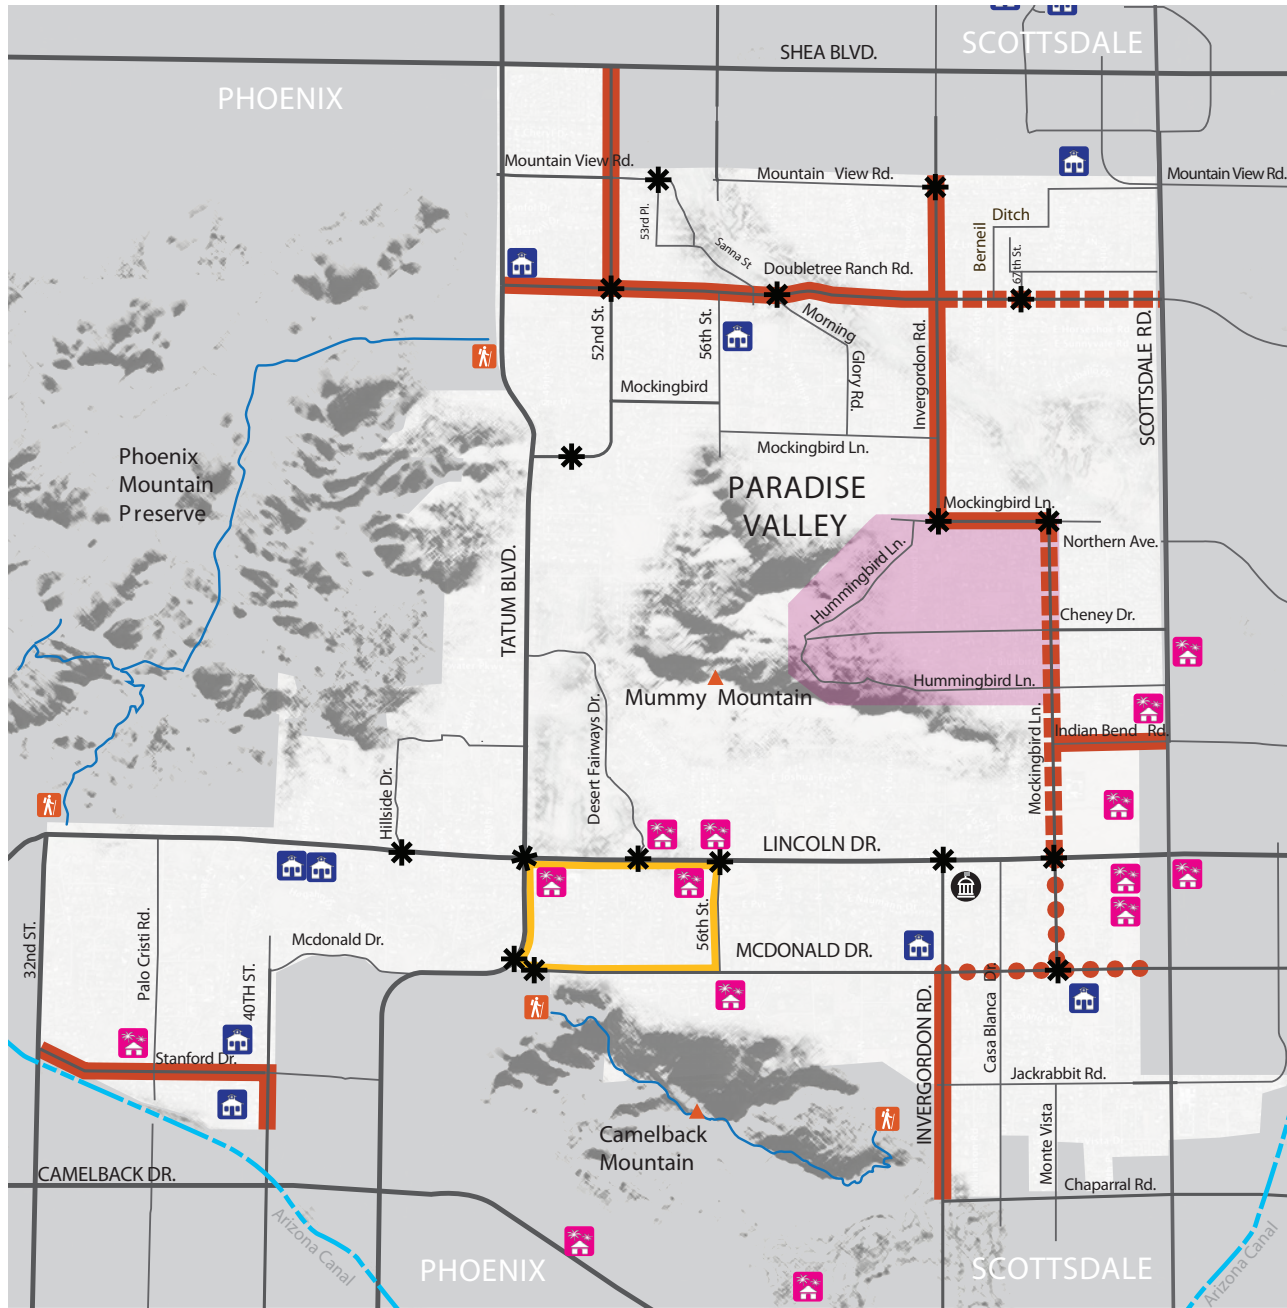 SCOTTSDALE
SHEA BLVD.
PHOENIX
Mountain View Rd.
Mountain View Rd.
Mountain View Rd.
53rd Pl.
Sanna St
Ditch
Berneil
67th St.
Doubletree Ranch Rd.
Morning
Glory Rd.
52nd St.
56th St.
Invergordon Rd.
SCOTTSDALE RD.
Mockingbird
Mockingbird Ln.
Phoenix
Mountain
Preserve
PARADISE
VALLEY
Mockingbird Ln.
Northern Ave.
Hummingbird Ln.
TATUM BLVD.
Cheney Dr.
Mummy Mountain
Hummingbird Ln.
Mockingbird Ln.
Indian Bend Rd.
Desert Fairways Dr.
Hillside Dr.
LINCOLN DR.
32nd ST.
Palo Cristi Rd.
Mcdonald Dr.
40TH ST.
56th St.
MCDONALD DR.
INVERGORDON RD.
Casa Blanca Dr
Stanford Dr.
Jackrabbit Rd.
Camelback
Mountain
Monte Vista
CAMELBACK DR.
Chaparral Rd.
Arizona Canal
PHOENIX
SCOTTSDALE
Arizona Canal